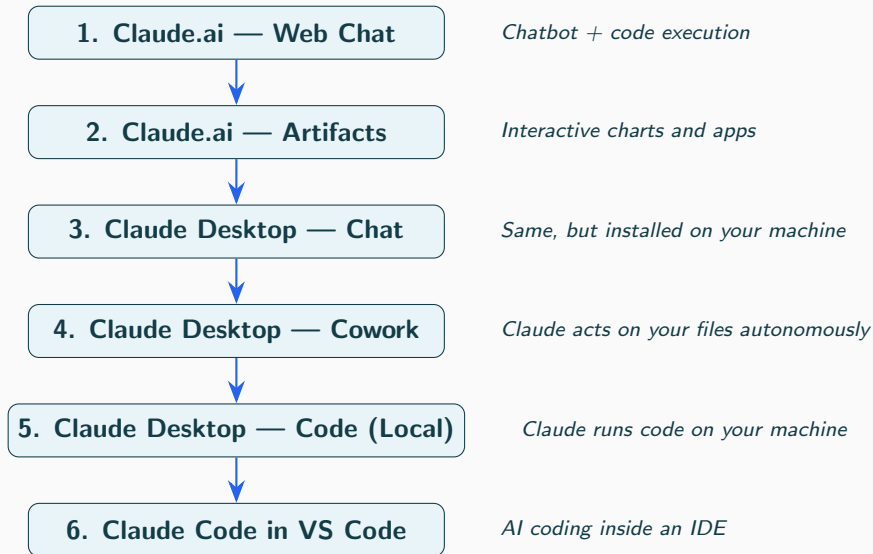 1. Claude.ai — Web Chat
Chatbot + code execution
2. Claude.ai — Artifacts
Interactive charts and apps
3. Claude Desktop — Chat
Same, but installed on your machine
4. Claude Desktop — Cowork
Claude acts on your files autonomously
5. Claude Desktop — Code (Local)
Claude runs code on your machine
6. Claude Code in VS Code
AI coding inside an IDE